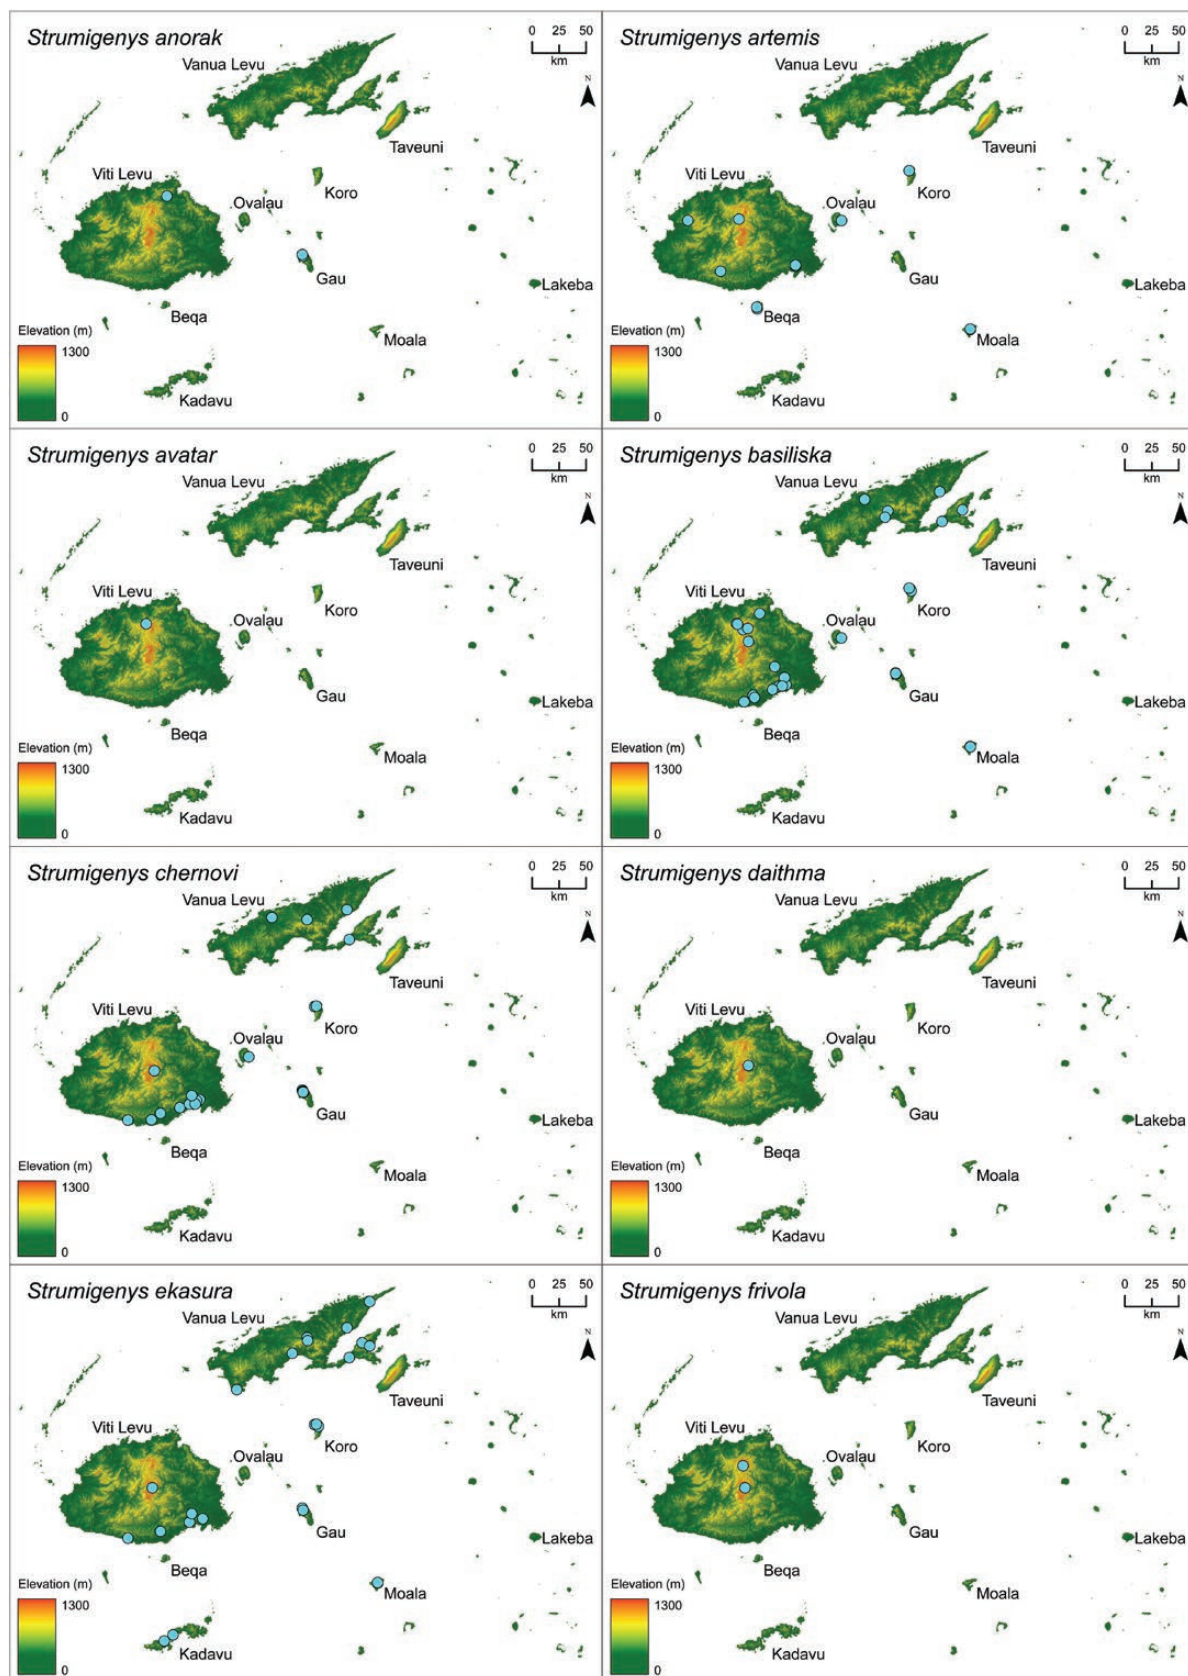 Strumigenys anorak
0 25 50
km
N
Vanua Levu
Taveuni
Viti Levu
Koro
Ovalau
Gau
Lakeba
Beqa
Moala
Kadavu
Elevation (m)
1300
0
Strumigenys artemis
0 25 50
km
N
Vanua Levu
Taveuni
Viti Levu
Koro
Ovalau
Gau
Lakeba
Beqa
Moala
Kadavu
Elevation (m)
1300
0
Strumigenys avatar
0 25 50
km
N
Vanua Levu
Taveuni
Viti Levu
Koro
Ovalau
Gau
Lakeba
Beqa
Moala
Kadavu
Elevation (m)
1300
0
Strumigenys basiliska
0 25 50
km
N
Vanua Levu
Taveuni
Viti Levu
Koro
Ovalau
Gau
Lakeba
Beqa
Moala
Kadavu
Elevation (m)
1300
0
Strumigenys chernovi
0 25 50
km
N
Vanua Levu
Taveuni
Viti Levu
Koro
Ovalau
Gau
Lakeba
Beqa
Moala
Kadavu
Elevation (m)
1300
0
Strumigenys daithma
0 25 50
km
N
Vanua Levu
Taveuni
Viti Levu
Koro
Ovalau
Gau
Lakeba
Beqa
Moala
Kadavu
Elevation (m)
1300
0
Strumigenys ekasura
0 25 50
km
N
Vanua Levu
Taveuni
Viti Levu
Koro
Ovalau
Gau
Lakeba
Beqa
Moala
Kadavu
Elevation (m)
1300
0
Strumigenys frivola
0 25 50
km
N
Vanua Levu
Taveuni
Viti Levu
Koro
Ovalau
Gau
Lakeba
Beqa
Moala
Kadavu
Elevation (m)
1300
0